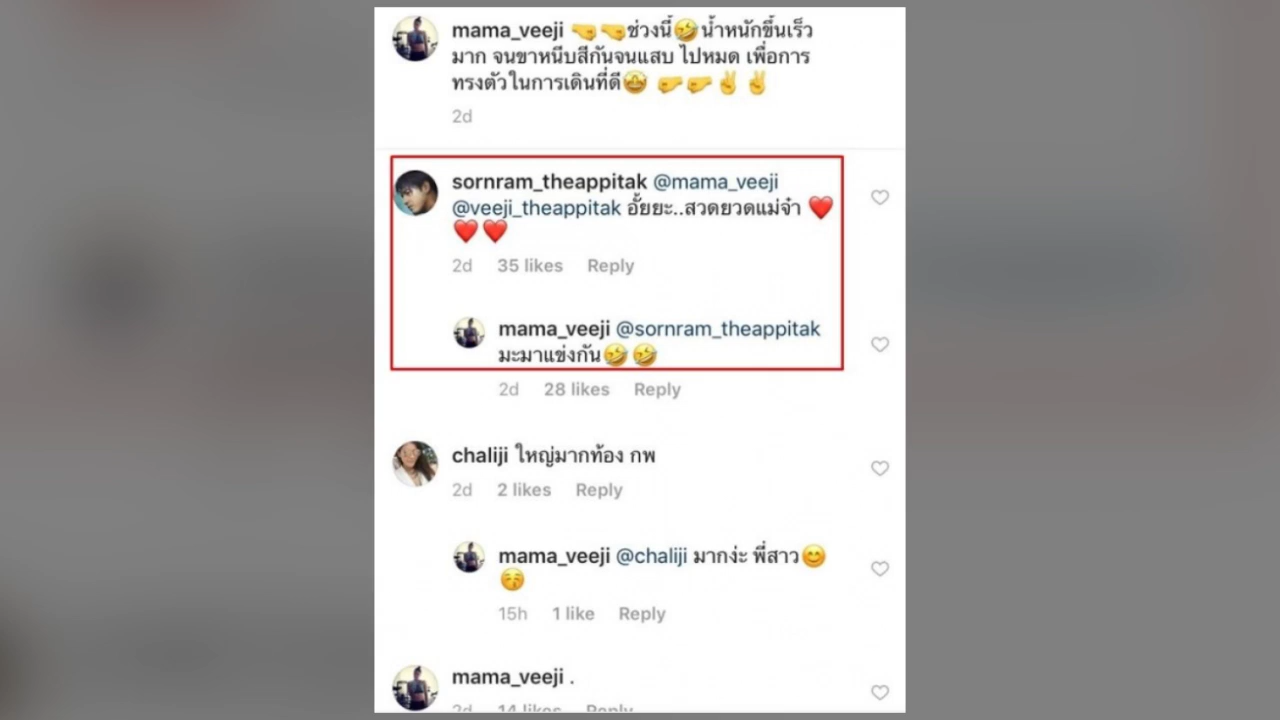 mama_veeji 🤜🤜ช่วงนี้🤣น้ำหนักขึ้นเร็ว
มาก จนขาหนีบสีกันจนแสบ ไปหมด เพื่อการ
ทรงตัวในการเดินที่ดี🤩 🤛🤛✌️✌️
2d
sornram_theappitak @mama_veeji
@veeji_theappitak อั้ยยะ..สวดยวดแม่จ๋า ❤️
❤️❤️
2d 35 likes Reply
mama_veeji @sornram_theappitak
มะมาแข่งกัน🤣🤣
2d 28 likes Reply
chaliji ใหญ่มากท้อง กพ
2d 2 likes Reply
mama_veeji @chaliji มากง่ะ พี่สาว😊
😚
15h 1 like Reply
mama_veeji .
2d 14 likes Reply